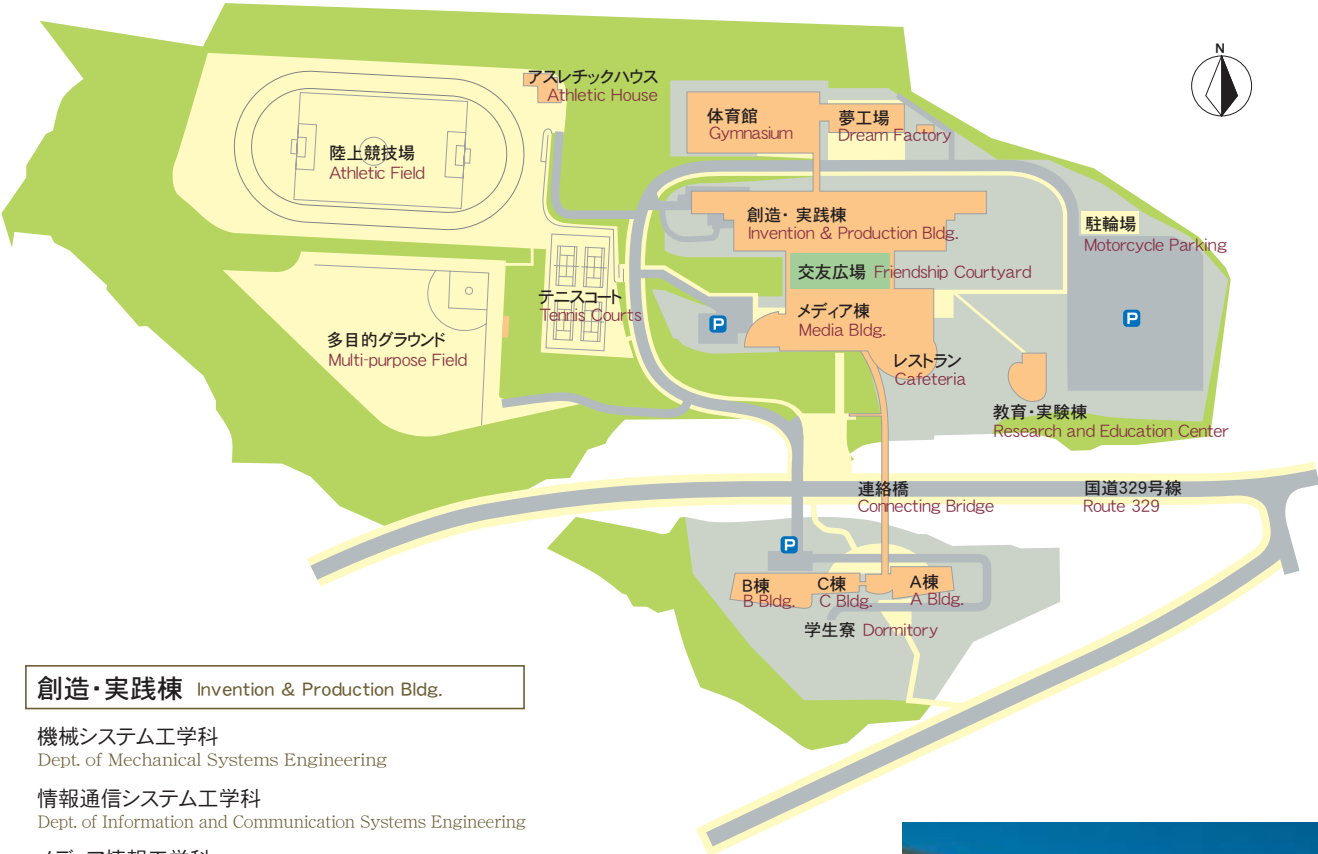 N
アスレチックハウス
Athletic House
体育館
Gymnasium
夢工場
Dream Factory
陸上競技場
Athletic Field
創造・実践棟
Invention & Production Bldg.
駐輪場
Motorcycle Parking
交友広場 Friendship Courtyard
テニスコート
Tennis Courts
P
メディア棟
Media Bldg.
P
多目的グラウンド
Multi-purpose Field
レストラン
Cafeteria
教育・実験棟
Research and Education Center
連絡橋
Connecting Bridge
国道329号線
Route 329
P
B棟
B Bldg.
C棟
C Bldg.
A棟
A Bldg.
学生寮 Dormitory
創造・実践棟 Invention & Production Bldg.
機械システム工学科
Dept. of Mechanical Systems Engineering
情報通信システム工学科
Dept. of Information and Communication Systems Engineering